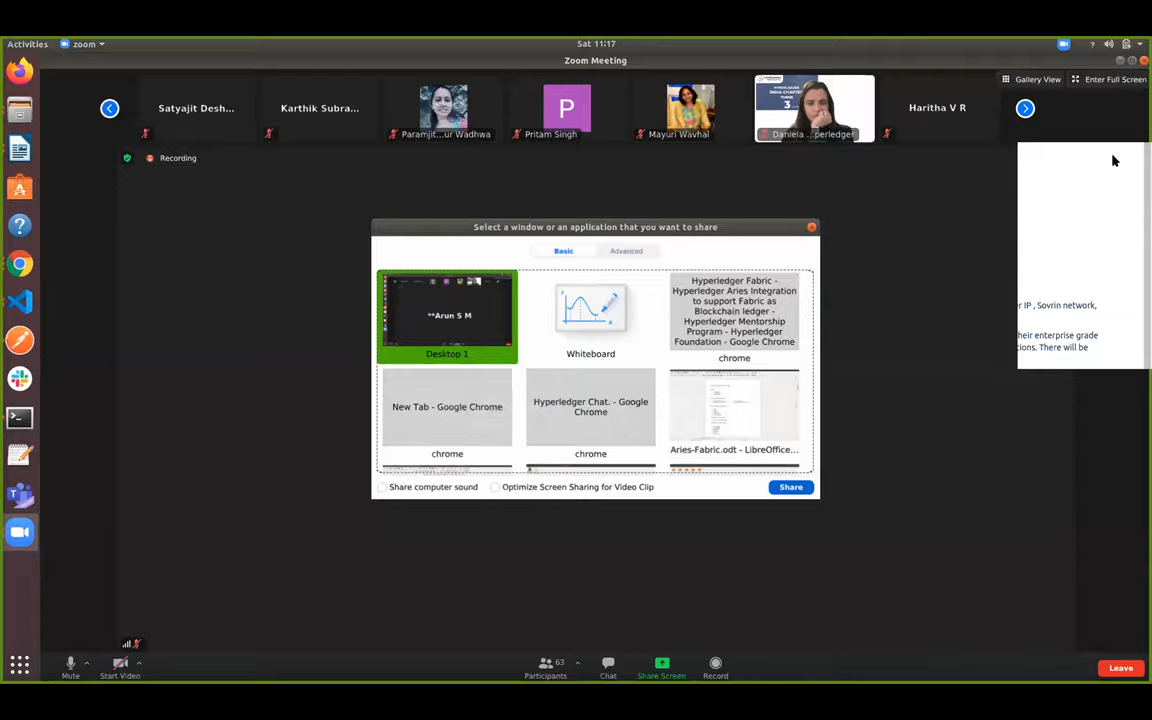 Activities
zoom
Sat 11:17
?
Zoom Meeting
Gallery View
Enter Full Screen
Satyajit Desh...
Karthik Subra...
P
INDIA CHAPTER
3
Haritha V R
Paramjit...ur Wadhwa
Pritam Singh
Mayuri Wavhal
Daniela ...perledger
Recording
Select a window or an application that you want to share
Basic
Advanced
**Arun S M
Desktop 1
Whiteboard
Hyperledger Fabric -
Hyperledger Aries Integration
to support Fabric as
Blockchain ledger -
Hyperledger Mentorship
Program - Hyperledger
Foundation - Google Chrome
chrome
New Tab - Google Chrome
chrome
Hyperledger Chat. - Google
Chrome
chrome
Aries-Fabric.odt - LibreOffice...
r IP , Sovrin network,
heir enterprise grade
tions. There will be
Share computer sound
Optimize Screen Sharing for Video Clip
Share
Mute
Start Video
63
Participants
Chat
Share Screen
Record
Leave